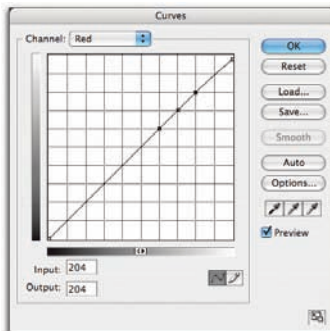 Curves
Channel: Red
OK
Reset
Load...
Save...
Smooth
Auto
Options...
Preview
Input: 204
Output: 204